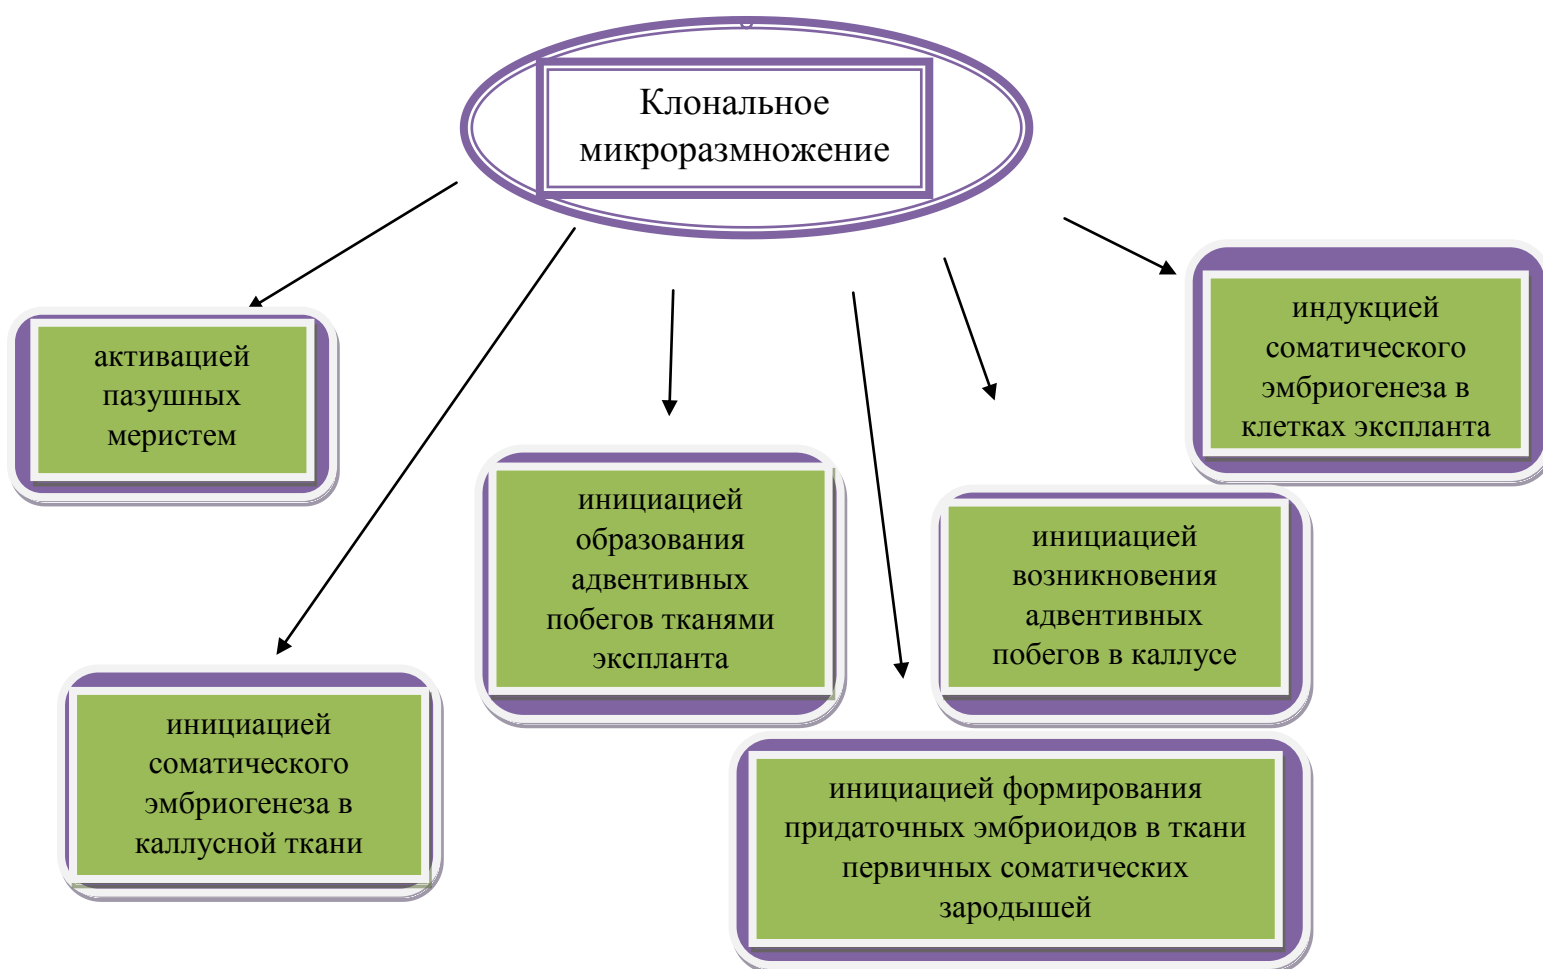 Клональное
микроразмножение
активацией
пазушных
меристем
индукцией
соматического
эмбриогенеза в
клетках экспланта
инициацией
образования
адвентивных
побегов тканями
экспланта
инициацией
возникновения
адвентивных
побегов в каллусе
инициацией
соматического
эмбриогенеза в
каллусной ткани
инициацией формирования
придаточных эмбриоидов в ткани
первичных соматических
зародышей